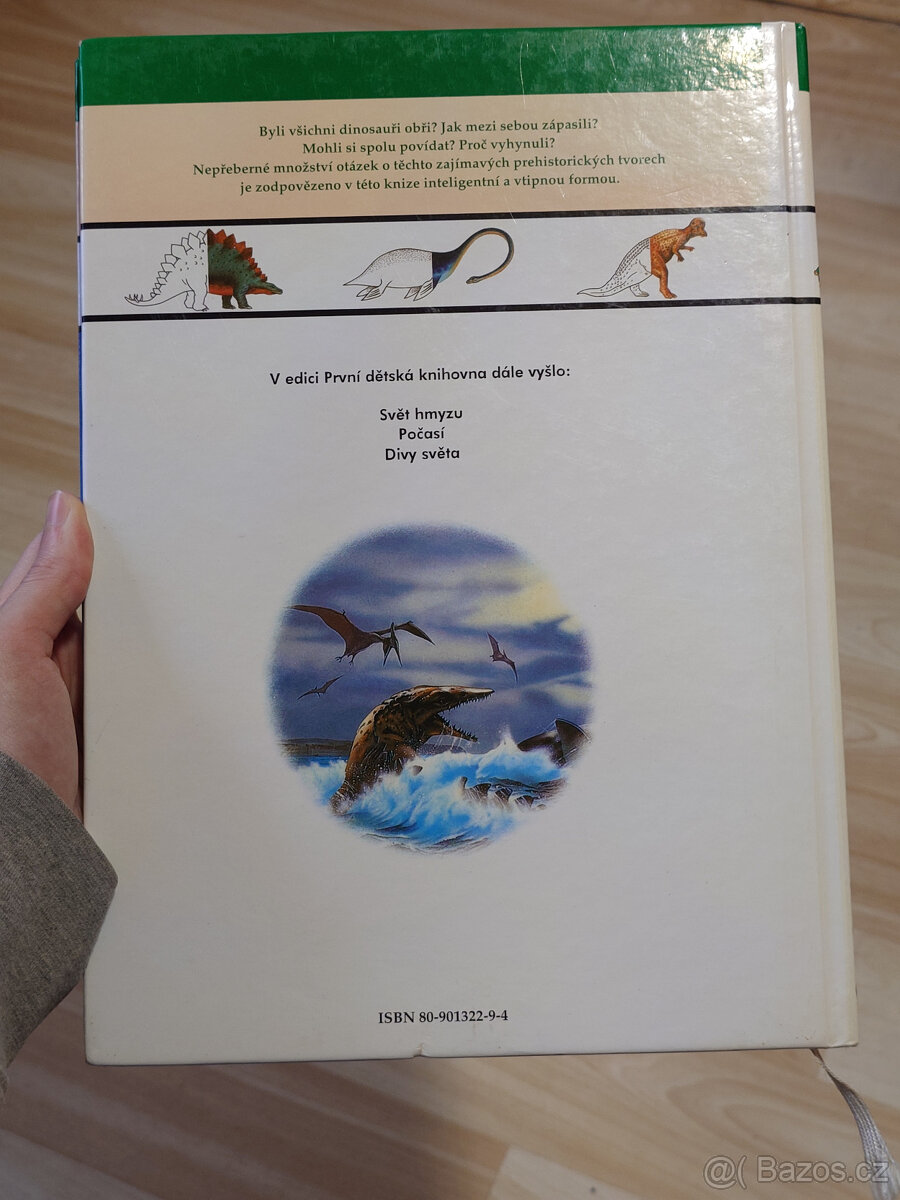 Byli všichni dinosauři obři? Jak mezi sebou zápasili?
Mohli si spolu povídat? Proč vyhynuli?
Nepřeberné množství otázek o těchto zajímavých prehistorických tvorech
je zodpovězeno v této knize inteligentní a vtipnou formou.
V edici První dětská knihovna dále vyšlo:
Svět hmyzu
Počasí
Divy světa
ISBN 80-901322-9-4
@( Bazos.cz